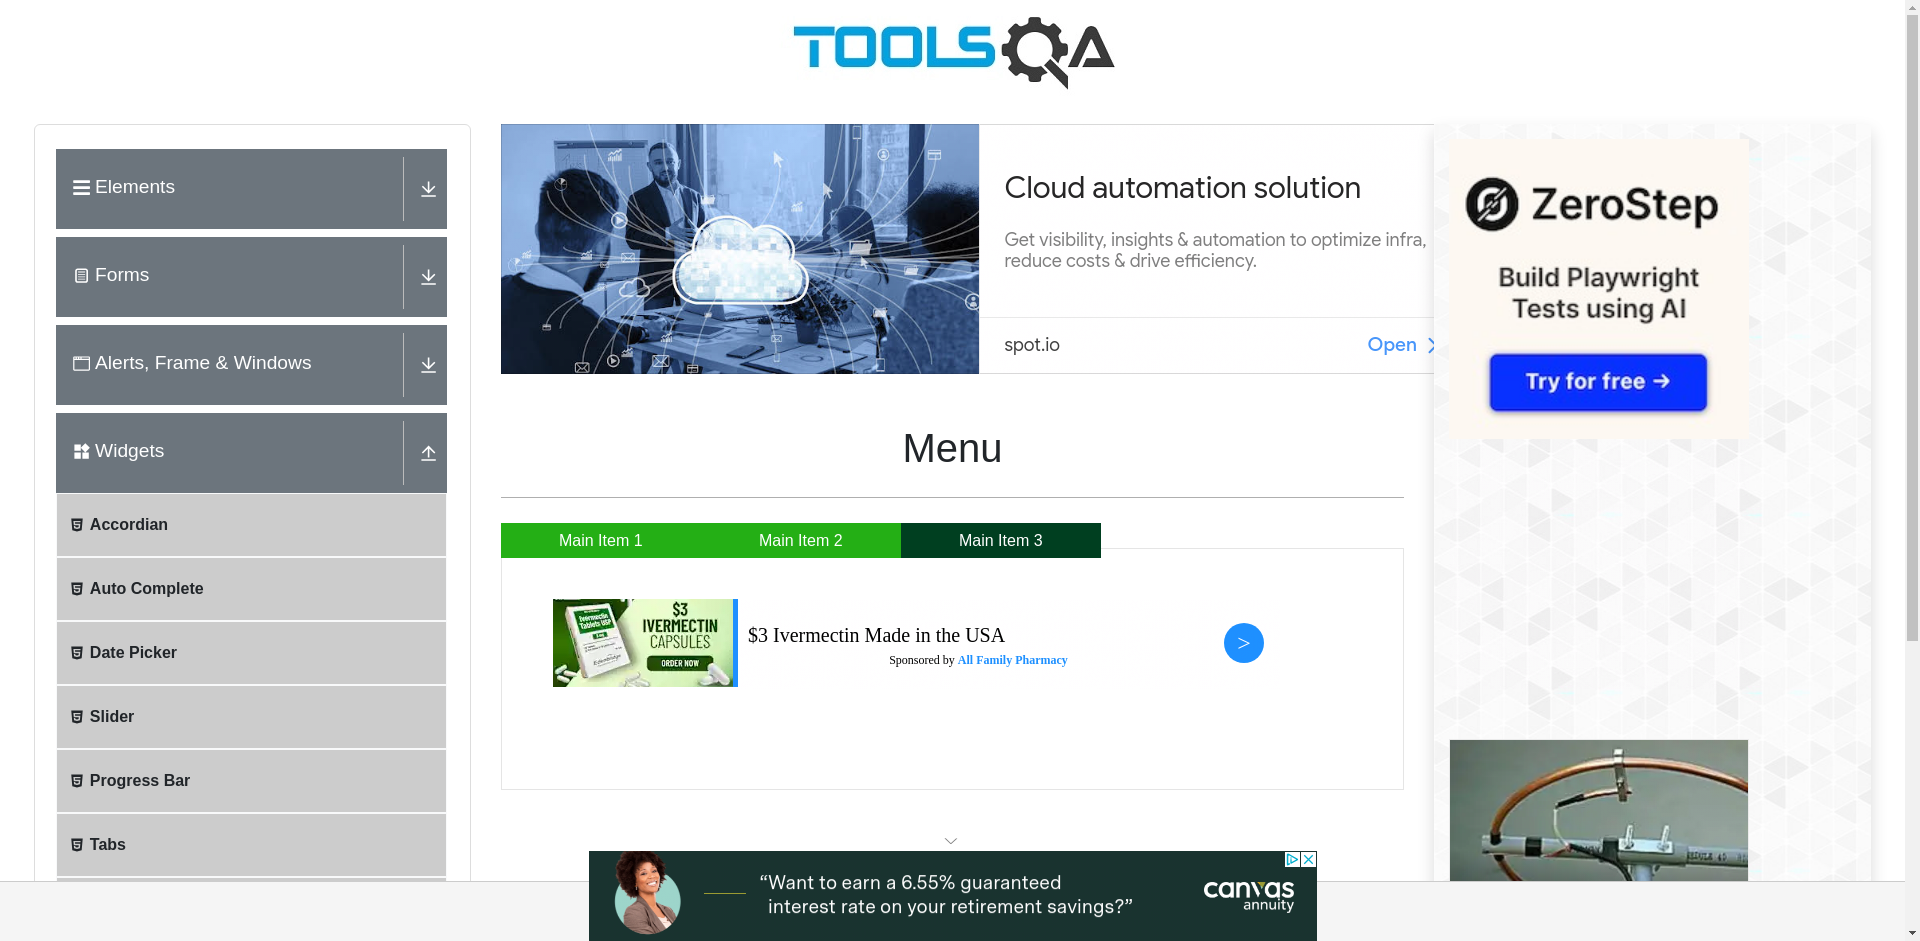 TOOLSQA
Elements
Forms
Alerts, Frame & Windows
Widgets
Accordian
Auto Complete
Date Picker
Slider
Progress Bar
Tabs
Cloud automation solution
Get visibility, insights & automation to optimize infra,
reduce costs & drive efficiency.
spot.io
Open
Menu
Main Item 1
Main Item 2
Main Item 3
$3
IVERMECTIN
CAPSULES
ORDER NOW
Ivermectin
Tablets USP
$3 Ivermectin Made in the USA
Sponsored by All Family Pharmacy
>
ZeroStep
Build Playwright
Tests using AI
Try for free →
“Want to earn a 6.55% guaranteed
interest rate on your retirement savings?”
canvas
annuity